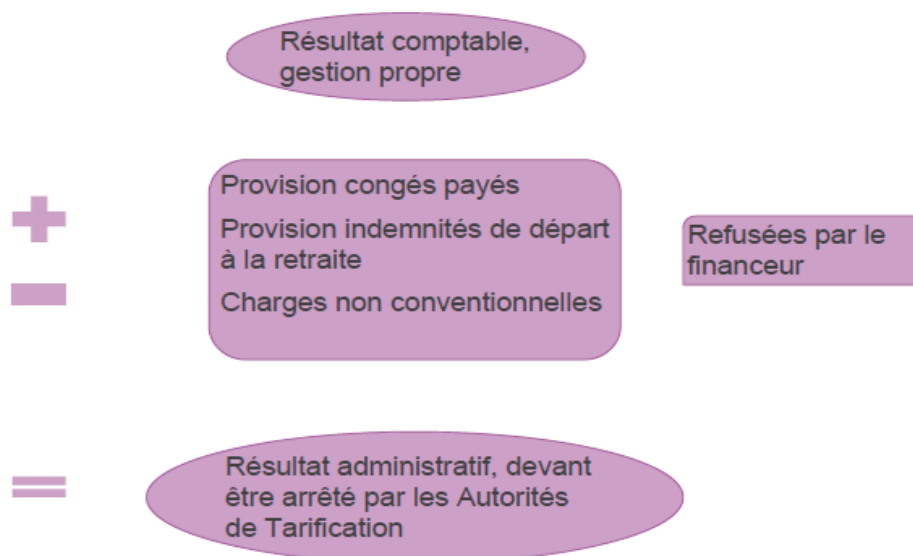 Résultat comptable,
gestion propre
+
Provision congés payés
Provision indemnités de départ
à la retraite
Refusées par le
financeur
-
Charges non conventionnelles
=
Résultat administratif, devant
être arrêté par les Autorités
de Tarification